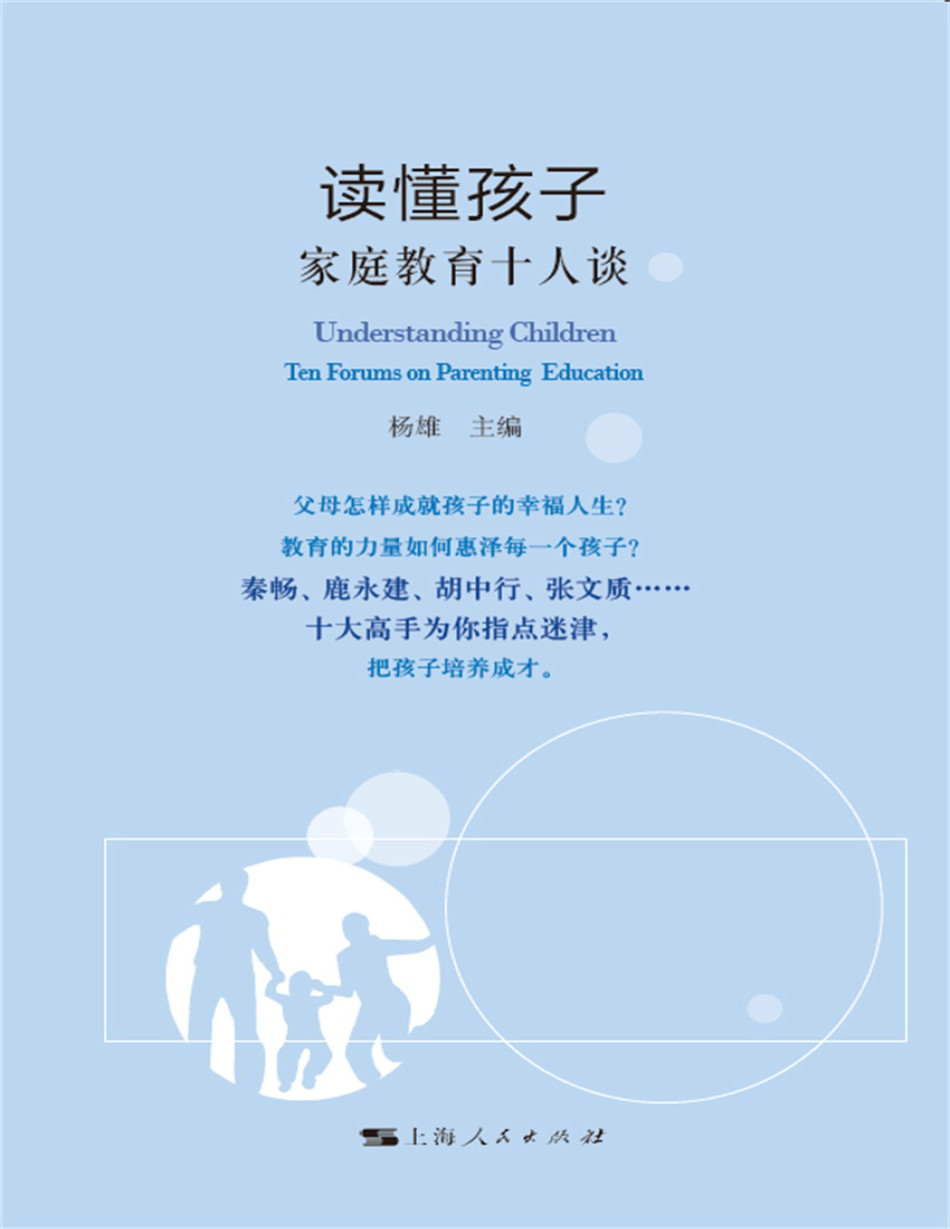 读懂孩子
家庭教育十人谈
Understanding Children
Ten Forums on Parenting Education
杨雄 主编
父母怎样成就孩子的幸福人生？
教育的力量如何惠泽每一个孩子？
秦畅、鹿永建、胡中行、张文质……
十大高手为你指点迷津，
把孩子培养成才。
上海人民出版社